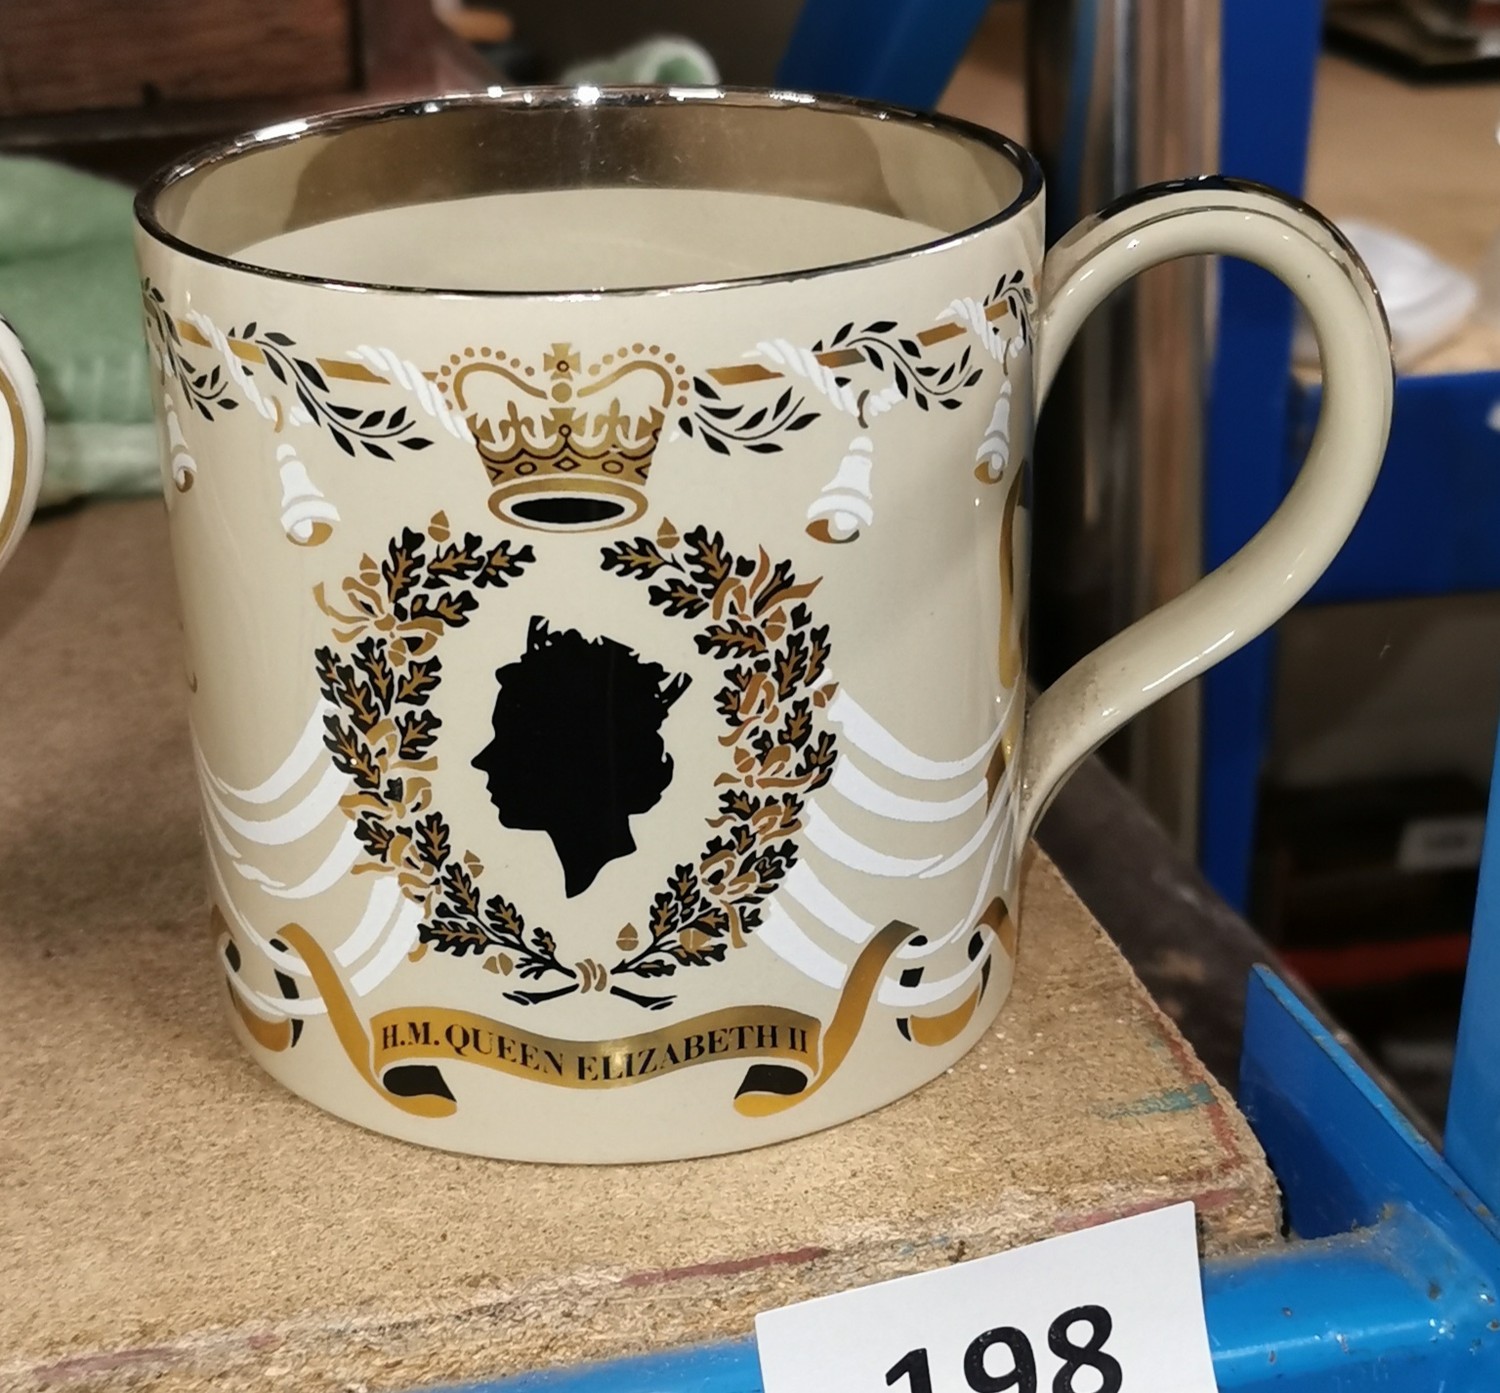 H.M. QUEEN ELIZABETH II
198